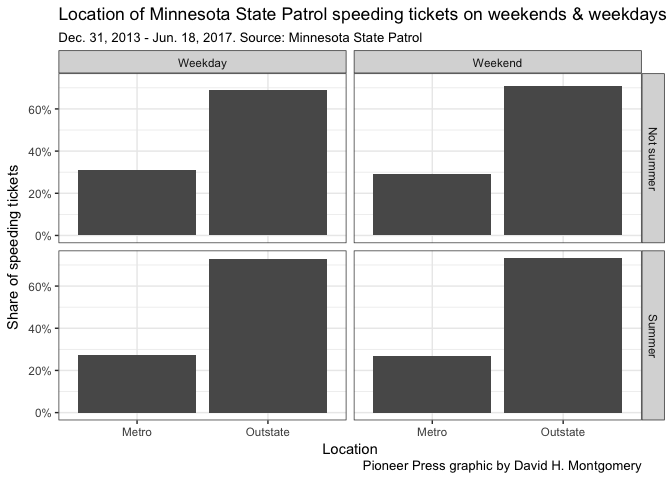 Location of Minnesota State Patrol speeding tickets on weekends & weekdays
Dec. 31, 2013 - Jun. 18, 2017. Source: Minnesota State Patrol
Weekday
Weekend
60%
40%
20%
0%
Not summer
60%
40%
20%
0%
Summer
Share of speeding tickets
Metro
Outstate
Metro
Outstate
Location
Pioneer Press graphic by David H. Montgomery